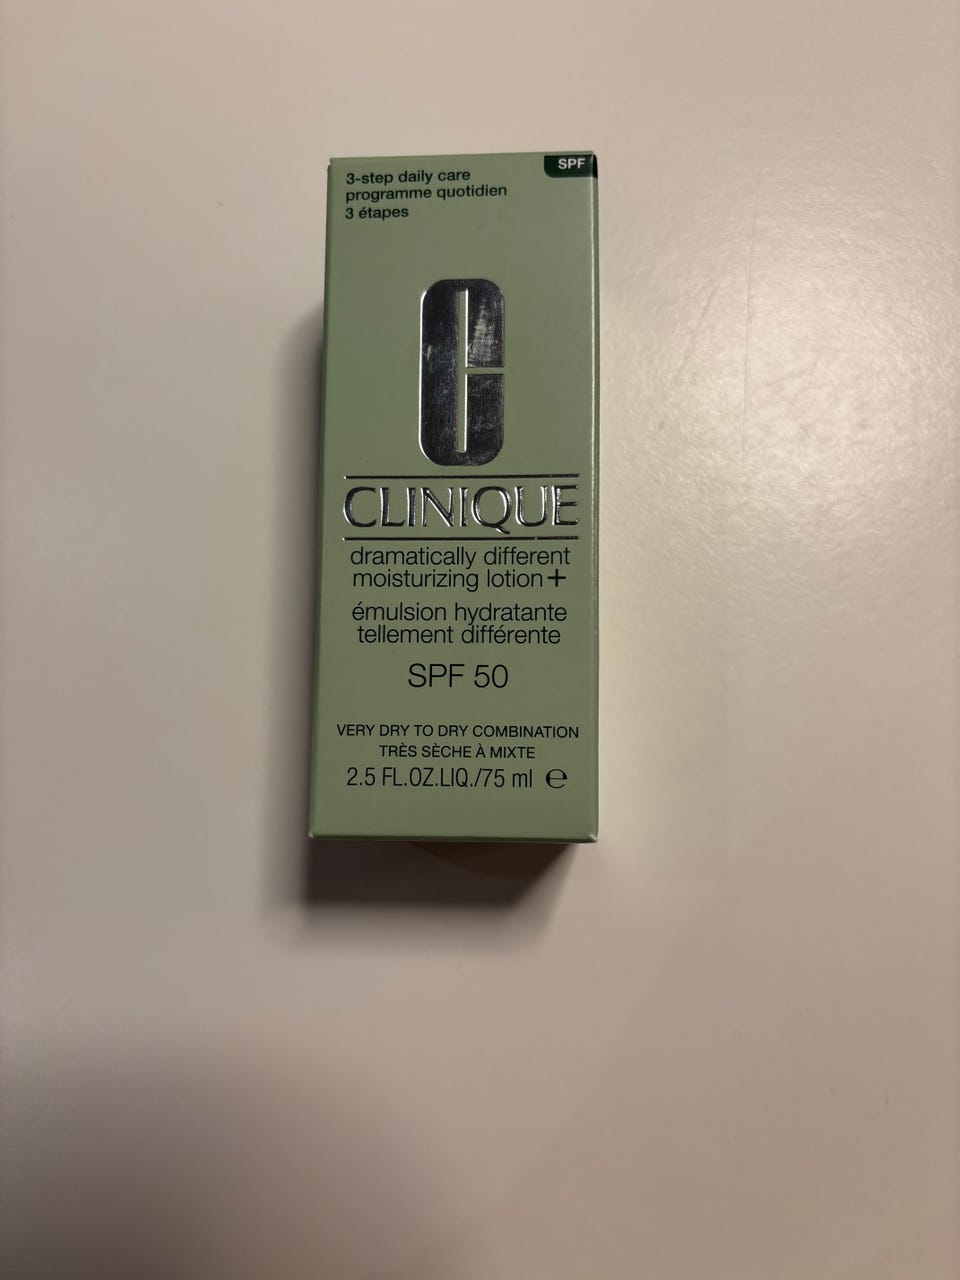 SPF
3-step daily care
programme quotidien
3 étapes
CLINIQUE
dramatically different
moisturizing lotion+
émulsion hydratante
tellement différente
SPF 50
VERY DRY TO DRY COMBINATION
TRÈS SÈCHE À MIXTE
2.5 FL.OZ.LIQ./75 ml ℮